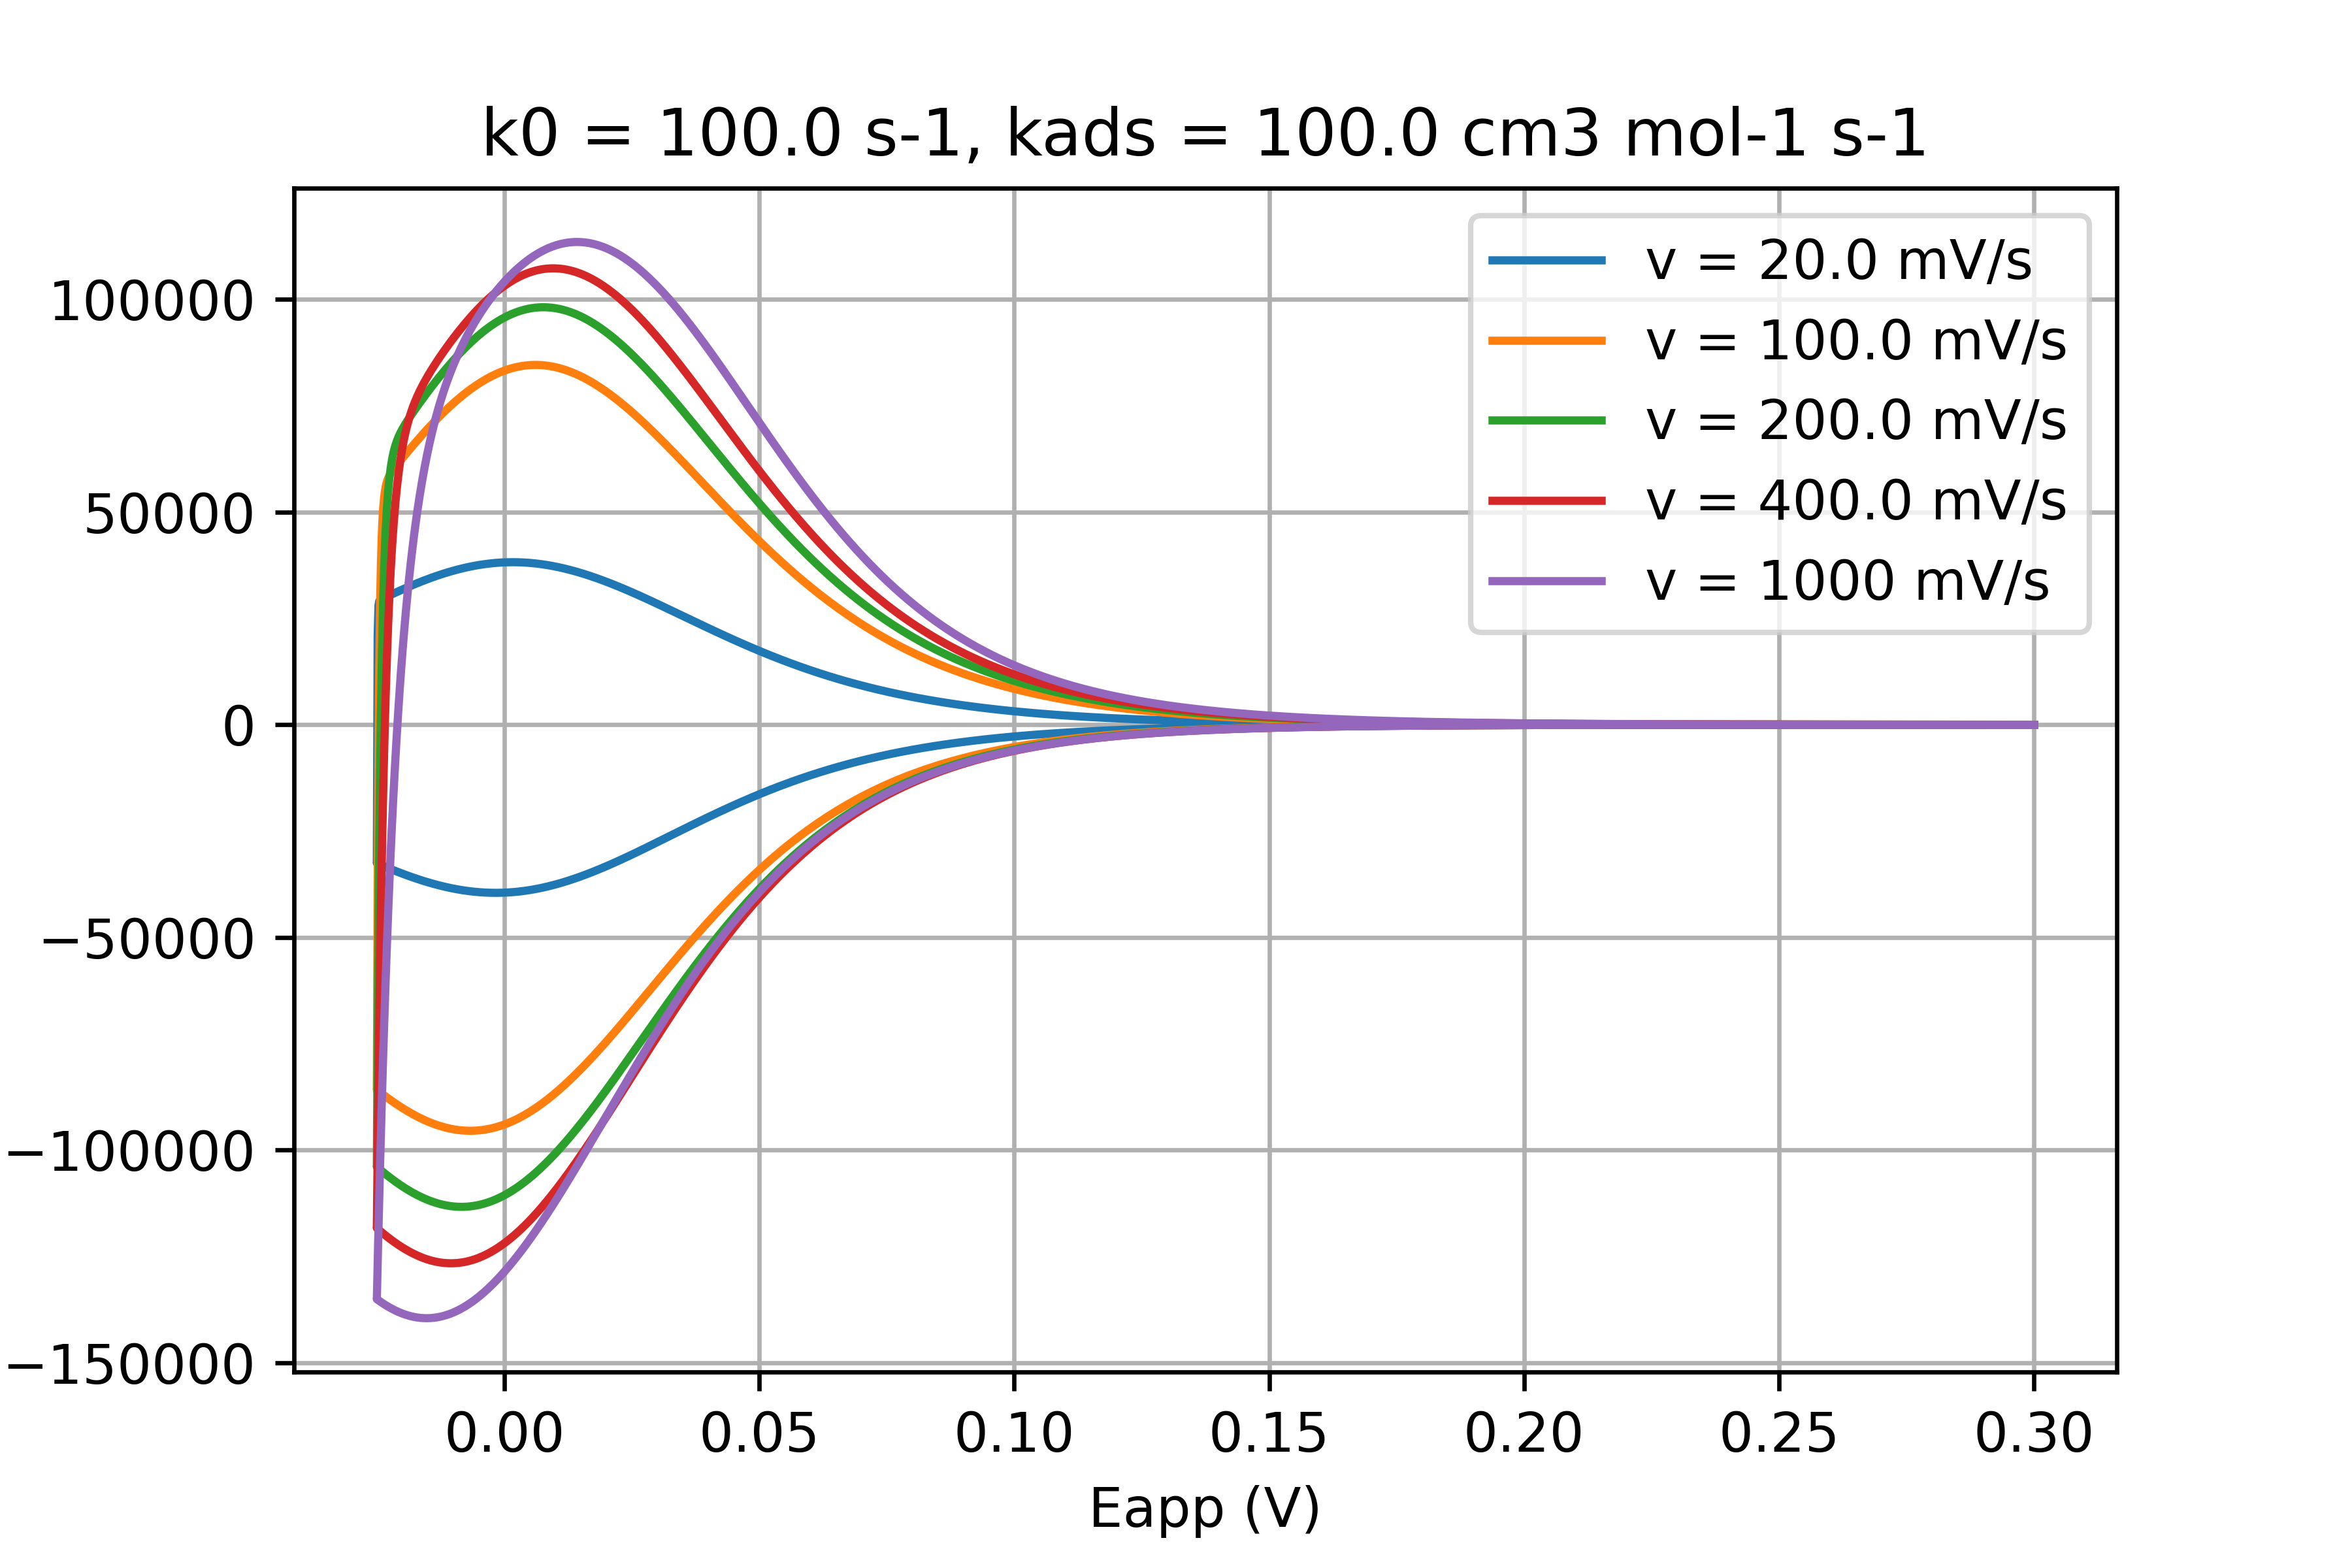 k0 = 100.0 s-1, kads = 100.0 cm3 mol-1 s-1
v = 20.0 mV/s
v = 100.0 mV/s
v = 200.0 mV/s
v = 400.0 mV/s
v = 1000 mV/s
100000
50000
0
−50000
−100000
−150000
0.00 0.05 0.10 0.15 0.20 0.25 0.30
Eapp (V)